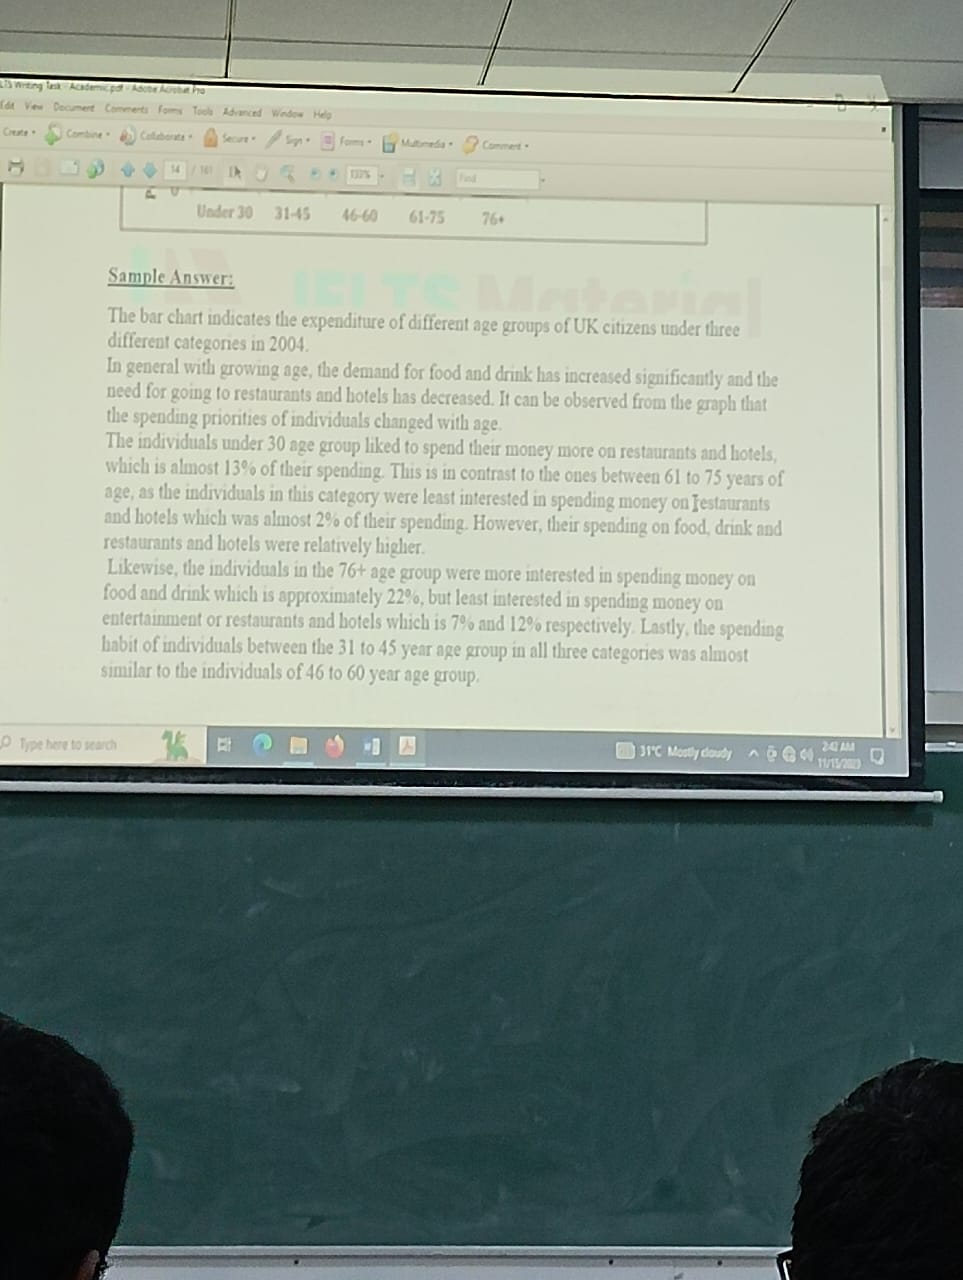 LTS Writing Task - Academic.pdf - Adobe Acrobat Pro
Edit View Document Comments Forms Tools Advanced Window Help
Create Combine Collaborate Secure Sign Forms Multimedia Comment
14 / 161 133% Find
Under 30 31-45 46-60 61-75 76+
IELTS Material
Sample Answer:
The bar chart indicates the expenditure of different age groups of UK citizens under three
different categories in 2004.
In general with growing age, the demand for food and drink has increased significantly and the
need for going to restaurants and hotels has decreased. It can be observed from the graph that
the spending priorities of individuals changed with age.
The individuals under 30 age group liked to spend their money more on restaurants and hotels,
which is almost 13% of their spending. This is in contrast to the ones between 61 to 75 years of
age, as the individuals in this category were least interested in spending money on restaurants
and hotels which was almost 2% of their spending. However, their spending on food, drink and
restaurants and hotels were relatively higher.
Likewise, the individuals in the 76+ age group were more interested in spending money on
food and drink which is approximately 22%, but least interested in spending money on
entertainment or restaurants and hotels which is 7% and 12% respectively. Lastly, the spending
habit of individuals between the 31 to 45 year age group in all three categories was almost
similar to the individuals of 46 to 60 year age group.
Type here to search
31°C Mostly cloudy
2:42 AM
11/15/2023